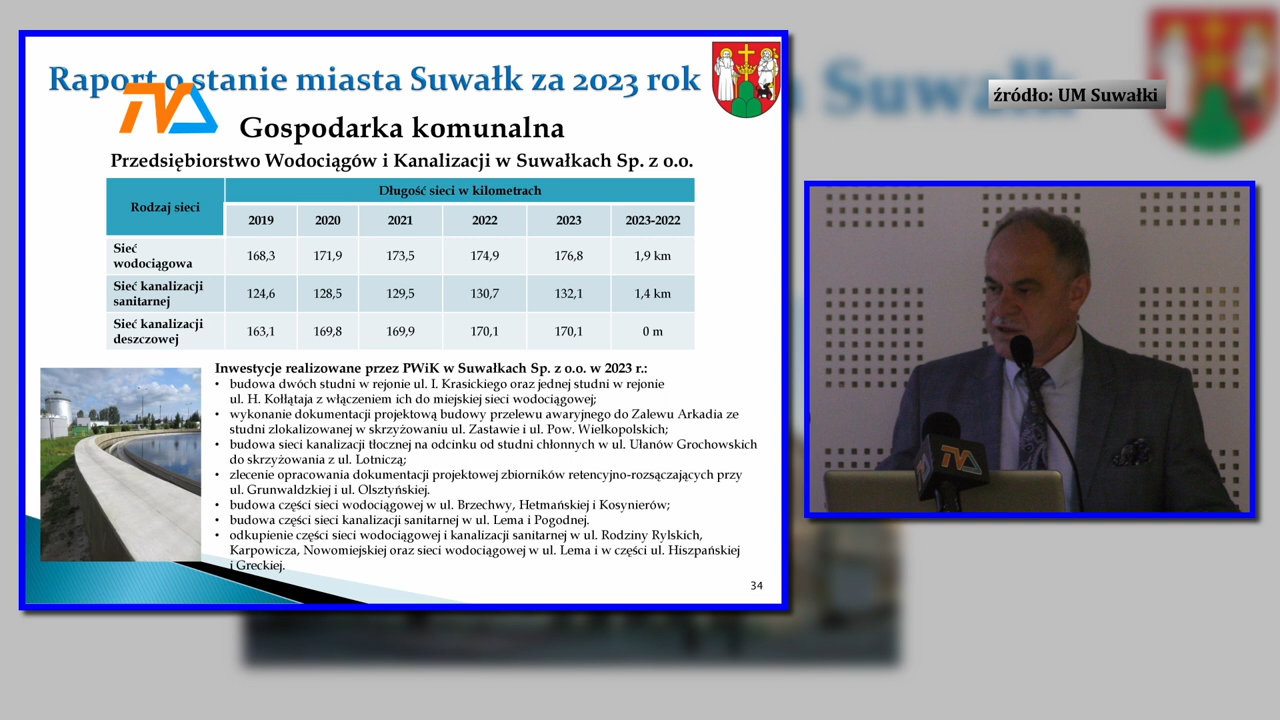 Raport o stanie miasta Suwałk za 2023 rok
TVA
Gospodarka komunalna
Przedsiębiorstwo Wodociągów i Kanalizacji w Suwałkach Sp. z o.o.
Rodzaj sieci
Długość sieci w kilometrach
2019 2020 2021 2022 2023 2023-2022
Sieć
wodociągowa
168,3 171,9 173,5 174,9 176,8 1,9 km
Sieć kanalizacji
sanitarnej
124,6 128,5 129,5 130,7 132,1 1,4 km
Sieć kanalizacji
deszczowej
163,1 169,8 169,9 170,1 170,1 0 m
Inwestycje realizowane przez PWiK w Suwałkach Sp. z o.o. w 2023 r.:
• budowa dwóch studni w rejonie ul. I. Krasickiego oraz jednej studni w rejonie
ul. H. Kołłątaja z włączeniem ich do miejskiej sieci wodociągowej;
• wykonanie dokumentacji projektową budowy przelewu awaryjnego do Zalewu Arkadia ze
studni zlokalizowanej w skrzyżowaniu ul. Zastawie i ul. Pow. Wielkopolskich;
• budowa sieci kanalizacji tłocznej na odcinku od studni chłonnych w ul. Ułanów Grochowskich
do skrzyżowania z ul. Lotniczą;
• zlecenie opracowania dokumentacji projektowej zbiorników retencyjno-rozsączających przy
ul. Grunwaldzkiej i ul. Olsztyńskiej.
• budowa części sieci wodociągowej w ul. Brzechwy, Hetmańskiej i Kosynierów;
• budowa części sieci kanalizacji sanitarnej w ul. Lema i Pogodnej.
• odkupienie części sieci wodociągowej i kanalizacji sanitarnej w ul. Rodziny Rylskich,
Karpowicza, Nowomiejskiej oraz sieci wodociągowej w ul. Lema i w części ul. Hiszpańskiej
i Greckiej.
34
źródło: UM Suwałki
Suwałk
TVA